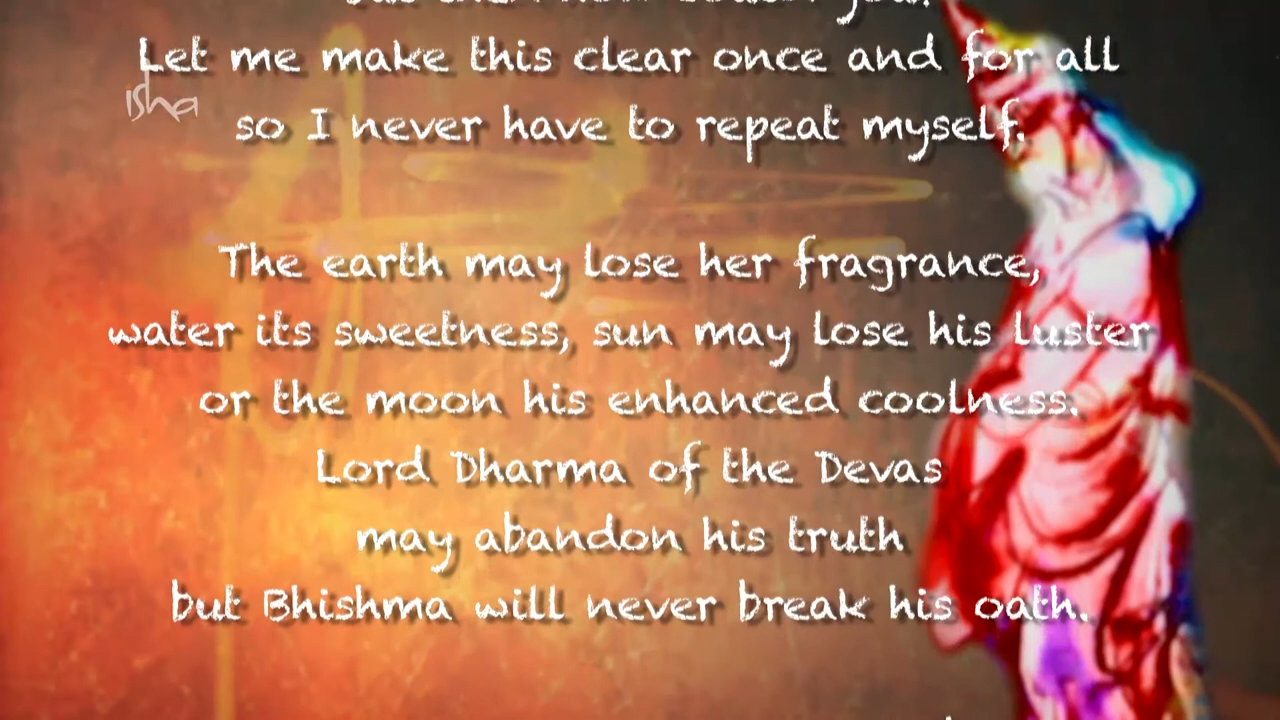 Let me make this clear once and for all
Isha
so I never have to repeat myself.
The earth may lose her fragrance,
water its sweetness, sun may lose his luster
or the moon his enhanced coolness.
Lord Dharma of the Devas
may abandon his truth
but Bhishma will never break his oath.